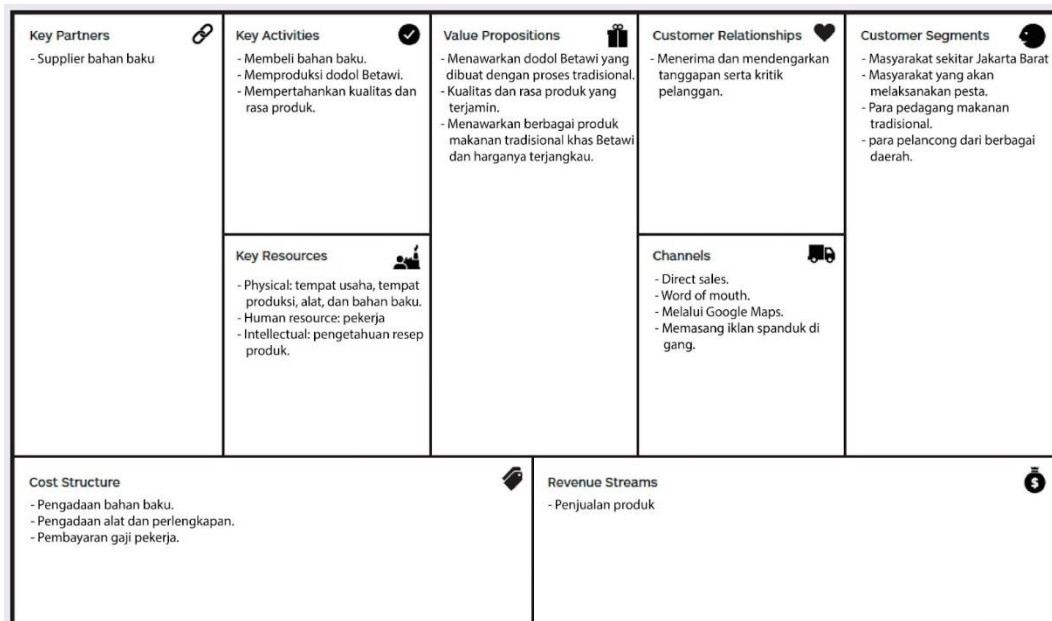 Key Partners
- Supplier bahan baku
Key Activities
- Membeli bahan baku.
- Memproduksi dodol Betawi.
- Mempertahankan kualitas dan
rasa produk.
Key Resources
- Physical: tempat usaha, tempat
produksi, alat, dan bahan baku.
- Human resource: pekerja
- Intellectual: pengetahuan resep
produk.
Value Propositions
- Menawarkan dodol Betawi yang
dibuat dengan proses tradisional.
- Kualitas dan rasa produk yang
terjamin.
- Menawarkan berbagai produk
makanan tradisional khas Betawi
dan harganya terjangkau.
Customer Relationships
- Menerima dan mendengarkan
tanggapan serta kritik
pelanggan.
Channels
- Direct sales.
- Word of mouth.
- Melalui Google Maps.
- Memasang iklan spanduk di
gang.
Customer Segments
- Masyarakat sekitar Jakarta Barat
- Masyarakat yang akan
melaksanakan pesta.
- Para pedagang makanan
tradisional.
- para pelancong dari berbagai
daerah.
Cost Structure
- Pengadaan bahan baku.
- Pengadaan alat dan perlengkapan.
- Pembayaran gaji pekerja.
Revenue Streams
- Penjualan produk
$